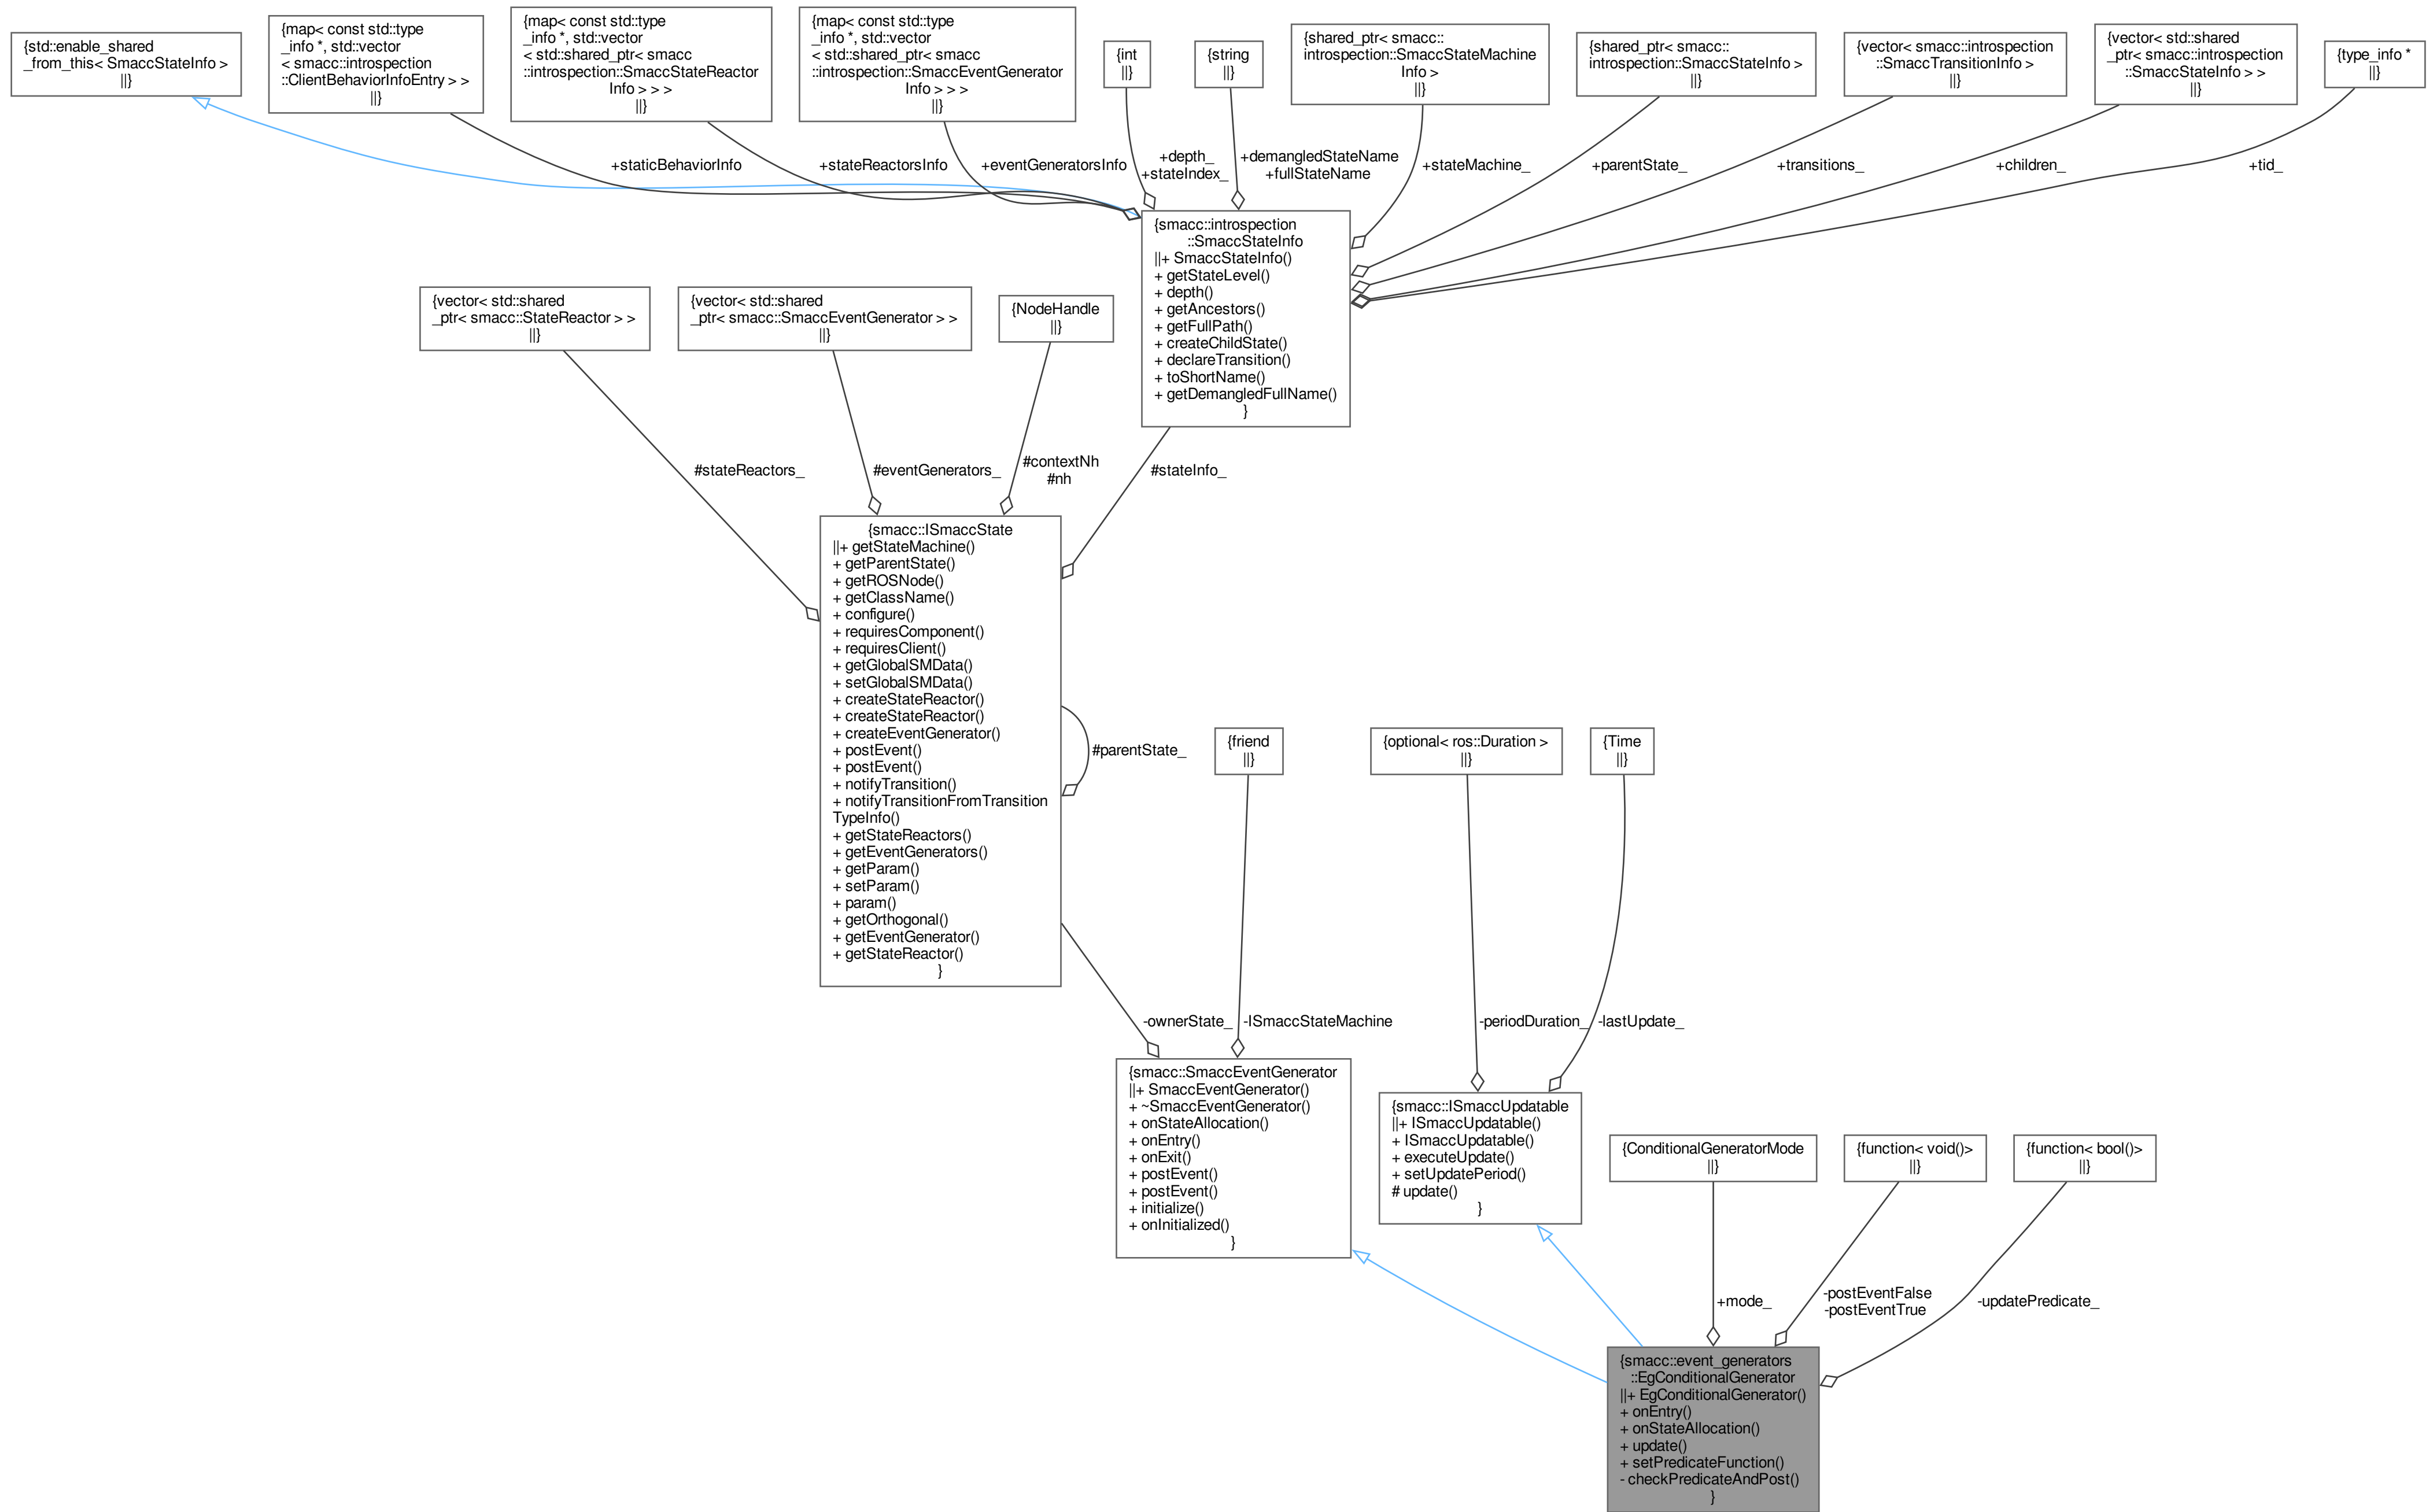 {std::enable_shared
_from_this< SmaccStateInfo >
||}
{map< const std::type
_info *, std::vector
< smacc::introspection
::ClientBehaviorInfoEntry > >
||}
{map< const std::type
_info *, std::vector
< std::shared_ptr< smacc
::introspection::SmaccStateReactor
Info > > >
||}
{map< const std::type
_info *, std::vector
< std::shared_ptr< smacc
::introspection::SmaccEventGenerator
Info > > >
||}
{int
||}
{string
||}
{shared_ptr< smacc::
introspection::SmaccStateMachine
Info >
||}
{shared_ptr< smacc::
introspection::SmaccStateInfo >
||}
{vector< smacc::introspection
::SmaccTransitionInfo >
||}
{vector< std::shared
_ptr< smacc::introspection
::SmaccStateInfo > >
||}
{type_info *
||}
+staticBehaviorInfo
+stateReactorsInfo
+eventGeneratorsInfo
+depth_
+stateIndex_
+demangledStateName
+fullStateName
+stateMachine_
+parentState_
+transitions_
+children_
+tid_
{smacc::introspection
::SmaccStateInfo
||+ SmaccStateInfo()
+ getStateLevel()
+ depth()
+ getAncestors()
+ getFullPath()
+ createChildState()
+ declareTransition()
+ toShortName()
+ getDemangledFullName()
}
{vector< std::shared
_ptr< smacc::StateReactor > >
||}
{vector< std::shared
_ptr< smacc::SmaccEventGenerator > >
||}
{NodeHandle
||}
#stateReactors_
#eventGenerators_
#contextNh
#nh
#stateInfo_
{smacc::ISmaccState
||+ getStateMachine()
+ getParentState()
+ getROSNode()
+ getClassName()
+ configure()
+ requiresComponent()
+ requiresClient()
+ getGlobalSMData()
+ setGlobalSMData()
+ createStateReactor()
+ createStateReactor()
+ createEventGenerator()
+ postEvent()
+ postEvent()
+ notifyTransition()
+ notifyTransitionFromTransition
TypeInfo()
+ getStateReactors()
+ getEventGenerators()
+ getParam()
+ setParam()
+ param()
+ getOrthogonal()
+ getEventGenerator()
+ getStateReactor()
}
#parentState_
{friend
||}
{optional< ros::Duration >
||}
{Time
||}
-ownerState_
-ISmaccStateMachine
-periodDuration_
-lastUpdate_
{smacc::SmaccEventGenerator
||+ SmaccEventGenerator()
+ ~SmaccEventGenerator()
+ onStateAllocation()
+ onEntry()
+ onExit()
+ postEvent()
+ postEvent()
+ initialize()
+ onInitialized()
}
{smacc::ISmaccUpdatable
||+ ISmaccUpdatable()
+ ISmaccUpdatable()
+ executeUpdate()
+ setUpdatePeriod()
# update()
}
{ConditionalGeneratorMode
||}
{function< void()>
||}
{function< bool()>
||}
+mode_
-postEventFalse
-postEventTrue
-updatePredicate_
{smacc::event_generators
::EgConditionalGenerator
||+ EgConditionalGenerator()
+ onEntry()
+ onStateAllocation()
+ update()
+ setPredicateFunction()
- checkPredicateAndPost()
}